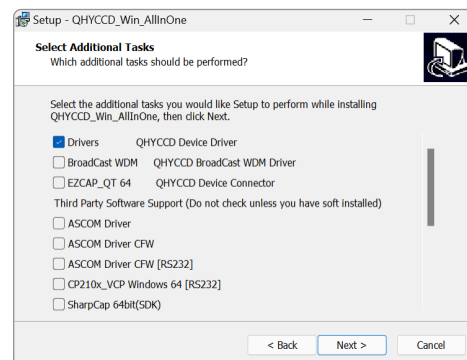 Setup - QHYCCD_Win_AllInOne
Select Additional Tasks
Which additional tasks should be performed?
Select the additional tasks you would like Setup to perform while installing
QHYCCD_Win_AllInOne, then click Next.
Drivers QHYCCD Device Driver
BroadCast WDM QHYCCD BroadCast WDM Driver
EZCAP_QT 64 QHYCCD Device Connector
Third Party Software Support (Do not check unless you have soft installed)
ASCOM Driver
ASCOM Driver CFW
ASCOM Driver CFW [RS232]
CP210x_VCP Windows 64 [RS232]
SharpCap 64bit(SDK)
< Back Next > Cancel